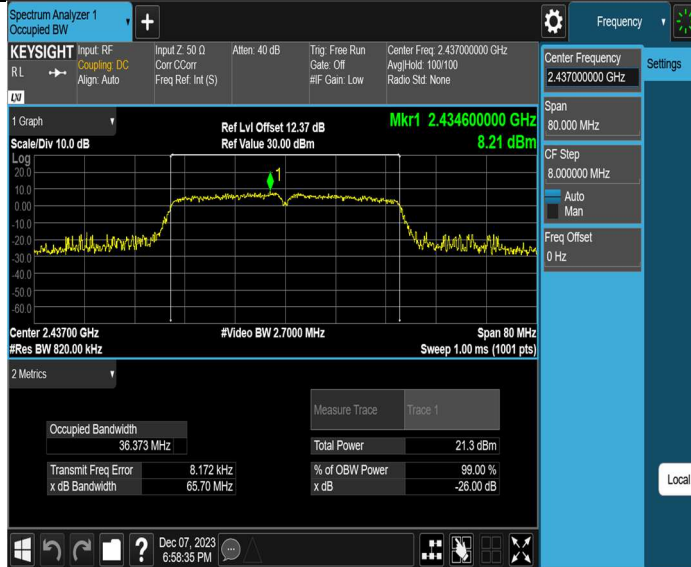 Spectrum Analyzer 1
Occupied BW
+
Frequency
KEYSIGHT
RL
LXI
Input: RF
Coupling: DC
Align: Auto
Input Z: 50 Ω
Corr CCorr
Freq Ref: Int (S)
Atten: 40 dB
Trig: Free Run
Gate: Off
#IF Gain: Low
Center Freq: 2.437000000 GHz
Avg|Hold: 100/100
Radio Std: None
Center Frequency
2.437000000 GHz
Settings
Span
80.000 MHz
CF Step
8.000000 MHz
Auto
Man
Freq Offset
0 Hz
Local
1 Graph
Scale/Div 10.0 dB
Ref Lvl Offset 12.37 dB
Ref Value 30.00 dBm
Mkr1 2.434600000 GHz
8.21 dBm
Log
20.0
10.0
0.00
-10.0
-20.0
-30.0
-40.0
-50.0
-60.0
1
Center 2.43700 GHz
#Res BW 820.00 kHz
#Video BW 2.7000 MHz
Span 80 MHz
Sweep 1.00 ms (1001 pts)
2 Metrics
Measure Trace
Trace 1
Occupied Bandwidth
36.373 MHz
Total Power
21.3 dBm
Transmit Freq Error
8.172 kHz
% of OBW Power
99.00 %
x dB Bandwidth
65.70 MHz
x dB
-26.00 dB
?
Dec 07, 2023
6:58:35 PM